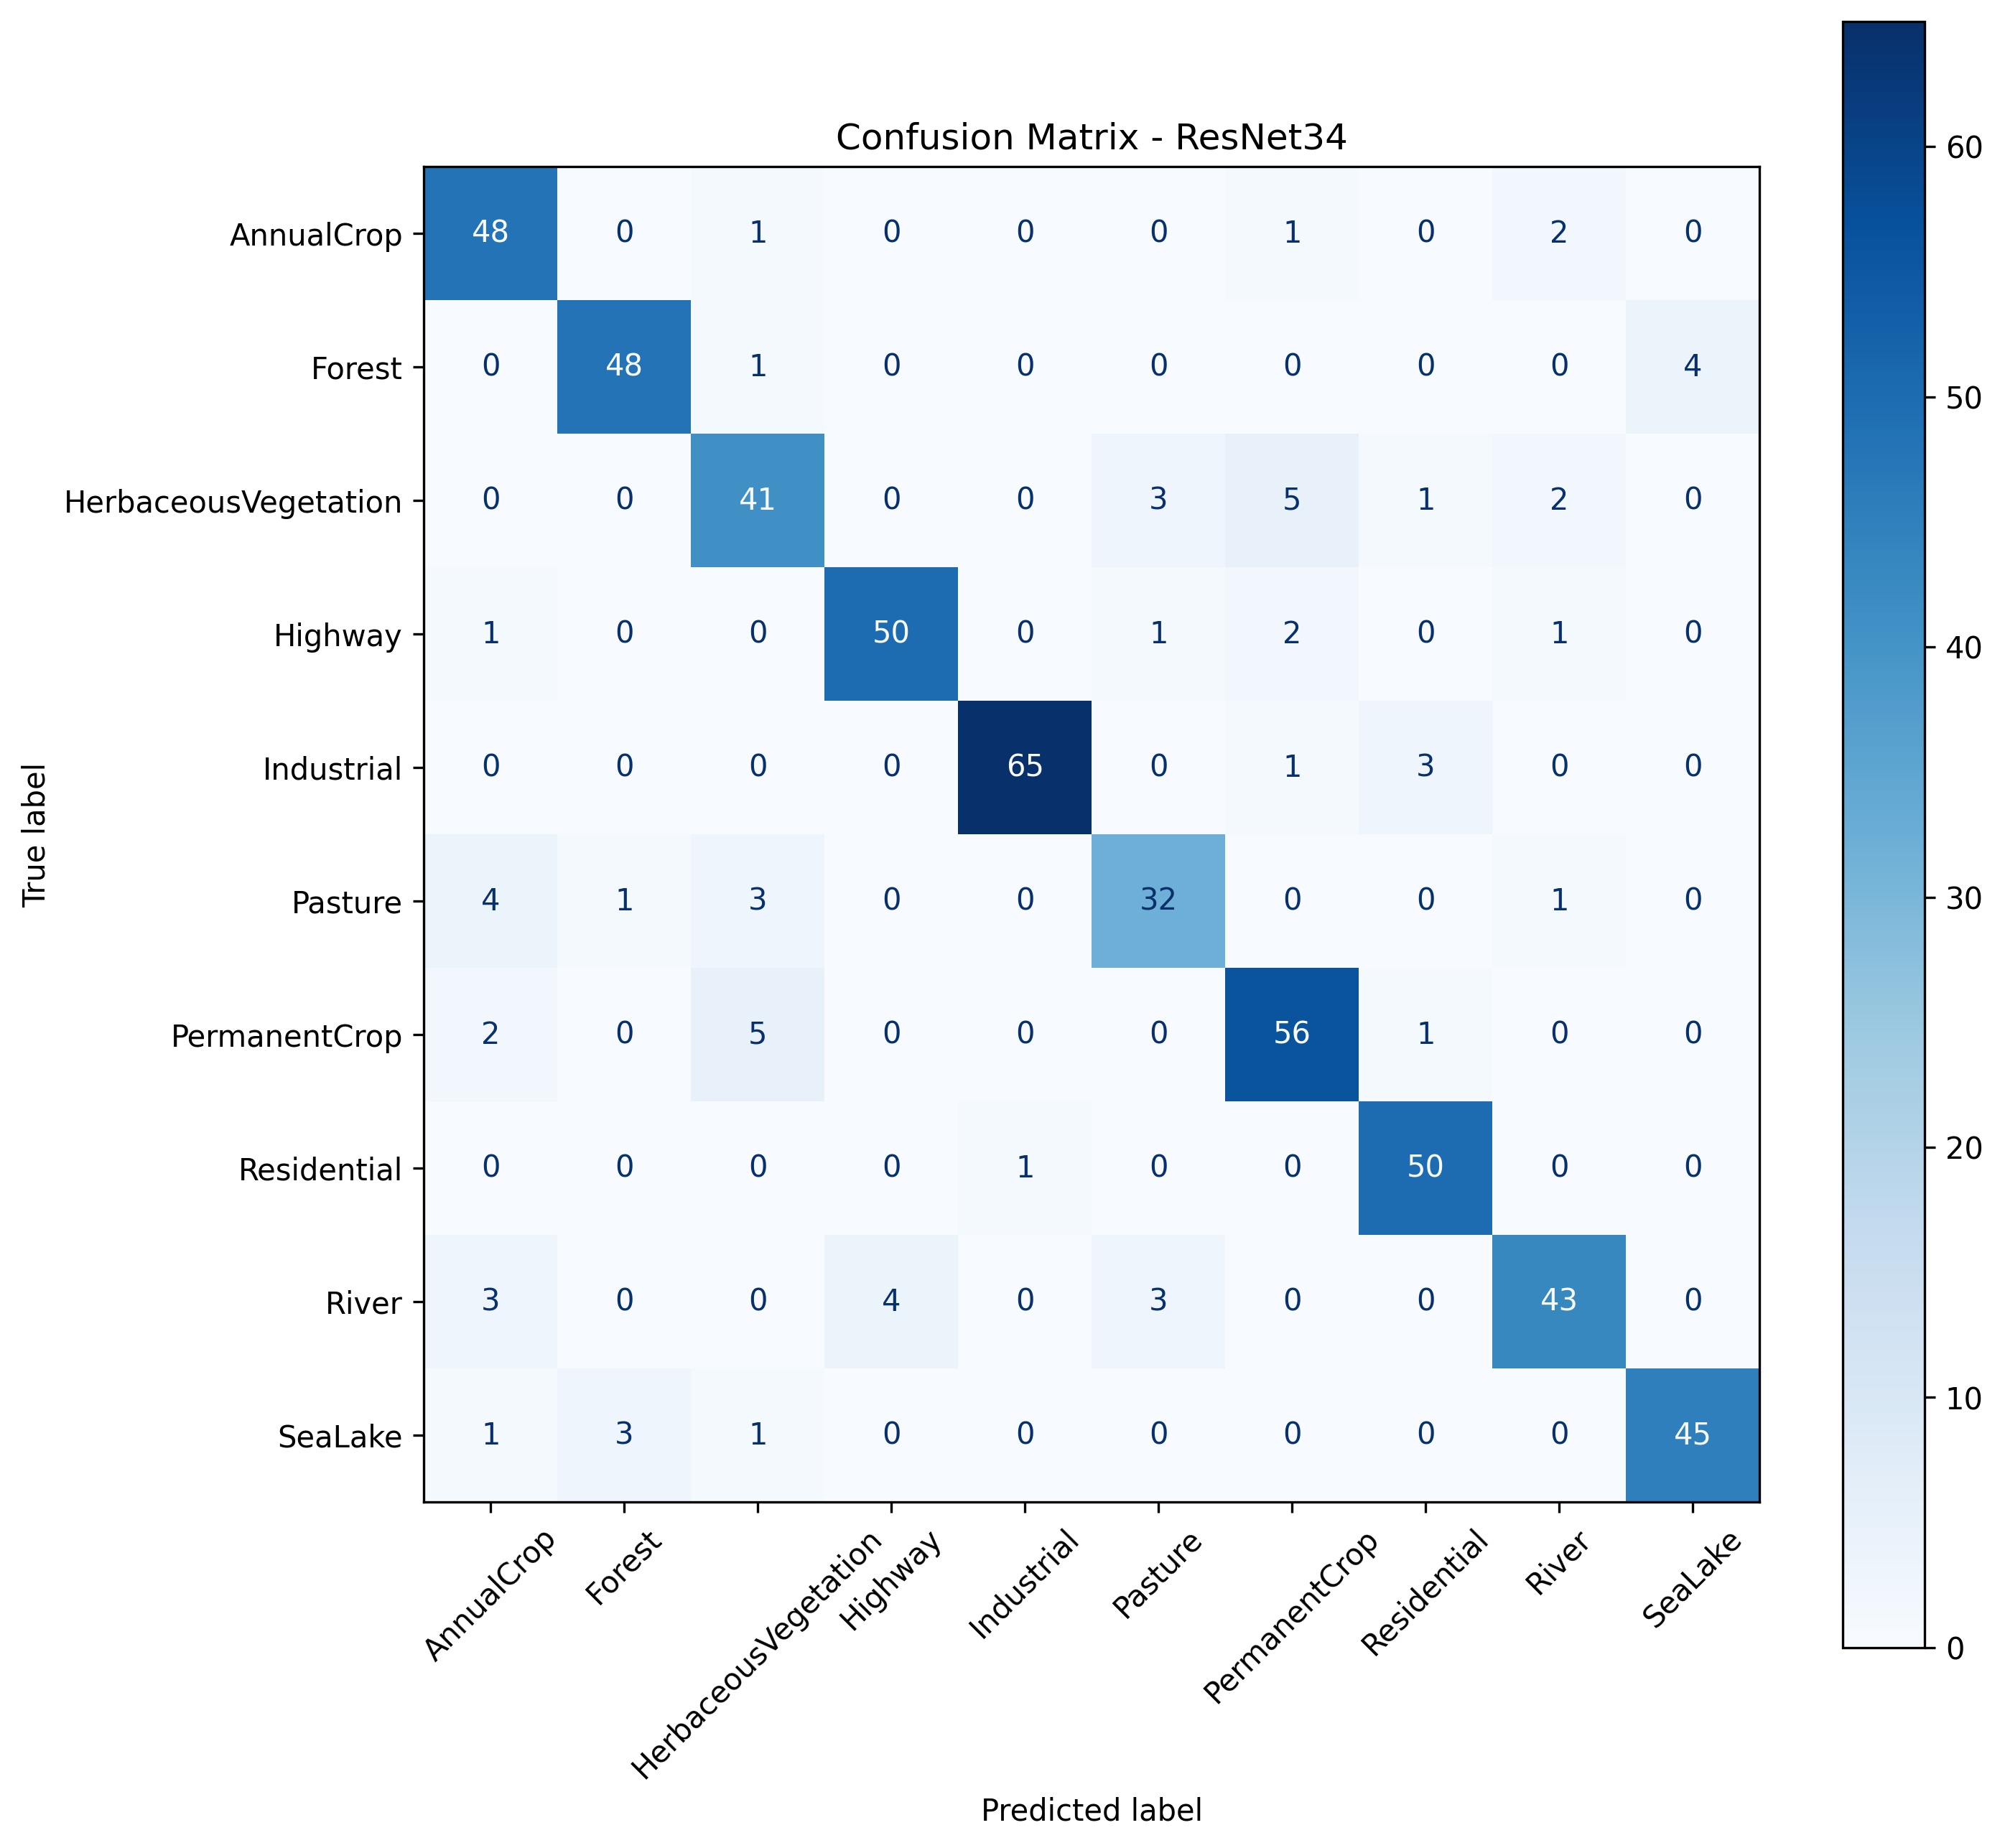 Confusion Matrix - ResNet34
True label
AnnualCrop 48 0 1 0 0 0 1 0 2 0
Forest 0 48 1 0 0 0 0 0 0 4
HerbaceousVegetation 0 0 41 0 0 3 5 1 2 0
Highway 1 0 0 50 0 1 2 0 1 0
Industrial 0 0 0 0 65 0 1 3 0 0
Pasture 4 1 3 0 0 32 0 0 1 0
PermanentCrop 2 0 5 0 0 0 56 1 0 0
Residential 0 0 0 0 1 0 0 50 0 0
River 3 0 0 4 0 3 0 0 43 0
SeaLake 1 3 1 0 0 0 0 0 0 45
AnnualCrop Forest HerbaceousVegetation Highway Industrial Pasture PermanentCrop Residential River SeaLake
Predicted label
60
50
40
30
20
10
0